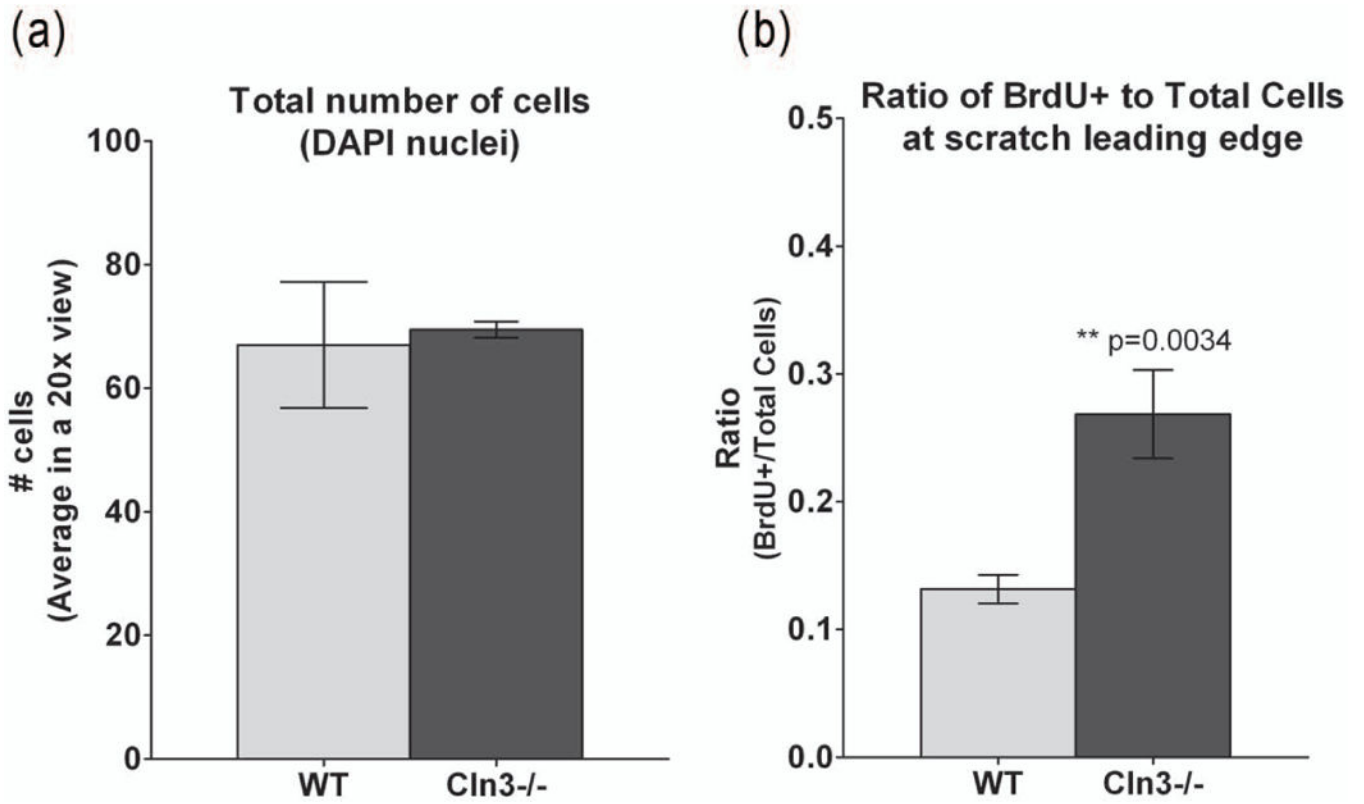 (a)
Total number of cells
(DAPI nuclei)
# cells
(Average in a 20x view)
100
80
60
40
20
0
WT
Cln3-/-
(b)
Ratio of BrdU+ to Total Cells
at scratch leading edge
Ratio
(BrdU+/Total Cells)
0.5
0.4
0.3
0.2
0.1
0.0
** p=0.0034
WT
Cln3-/-